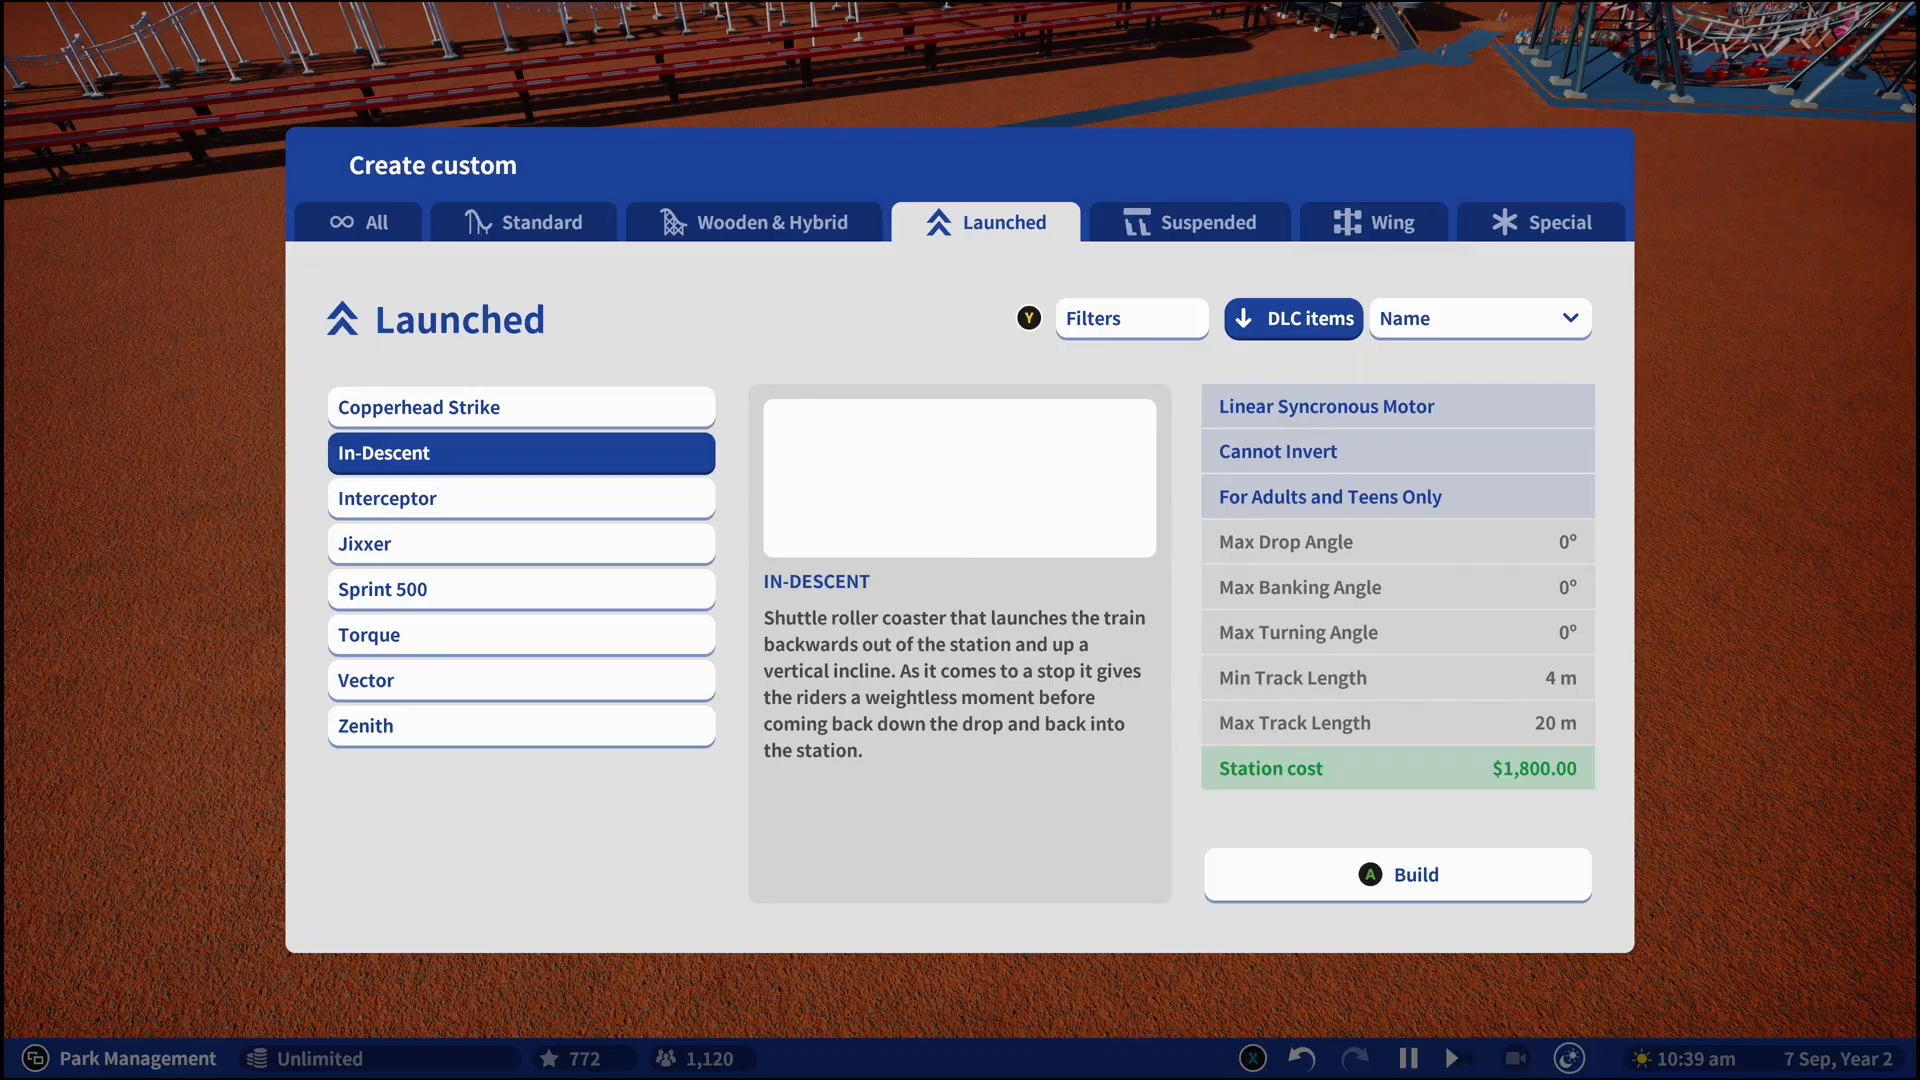 Create custom
All
Standard
Wooden & Hybrid
Launched
Suspended
Wing
Special
Launched
Y
Filters
DLC items
Name
Copperhead Strike
In-Descent
Interceptor
Jixxer
Sprint 500
Torque
Vector
Zenith
IN-DESCENT
Shuttle roller coaster that launches the train
backwards out of the station and up a
vertical incline. As it comes to a stop it gives
the riders a weightless moment before
coming back down the drop and back into
the station.
Linear Syncronous Motor
Cannot Invert
For Adults and Teens Only
Max Drop Angle 0°
Max Banking Angle 0°
Max Turning Angle 0°
Min Track Length 4 m
Max Track Length 20 m
Station cost $1,800.00
A Build
Park Management
Unlimited
772
1,120
X
10:39 am
7 Sep, Year 2